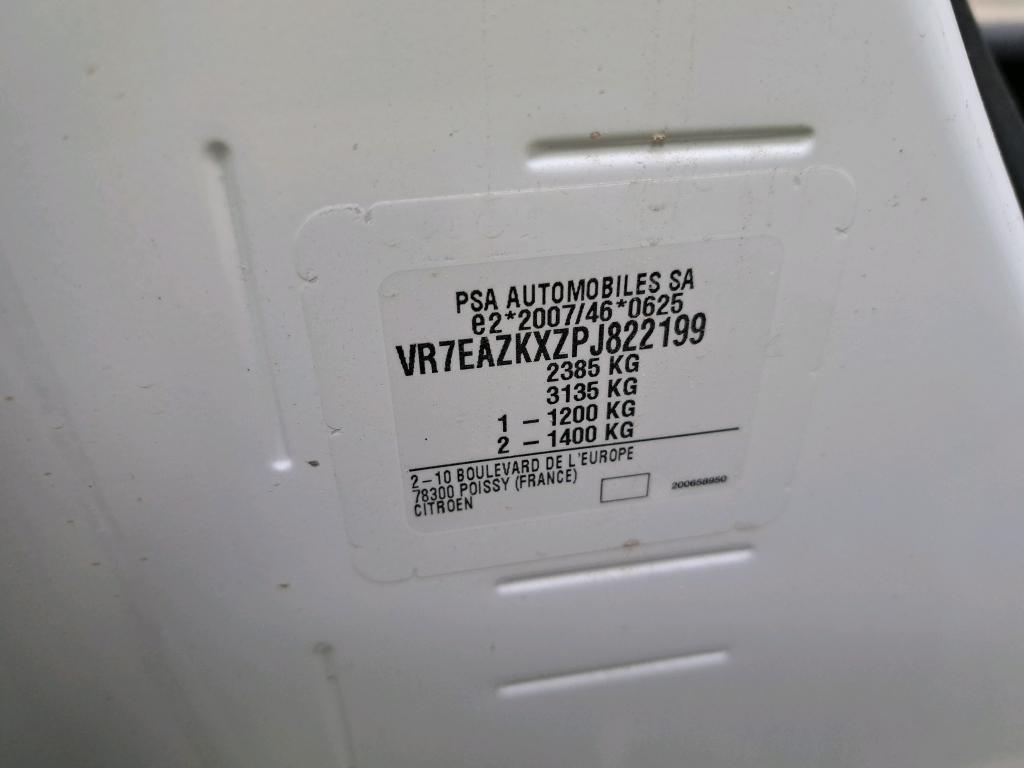 PSA AUTOMOBILES SA
e2*2007/46*0625
VR7EAZKXZPJ822199
2385 KG
3135 KG
1 – 1200 KG
2 – 1400 KG
2–10 BOULEVARD DE L'EUROPE
78300 POISSY (FRANCE)
CITROEN
200658950